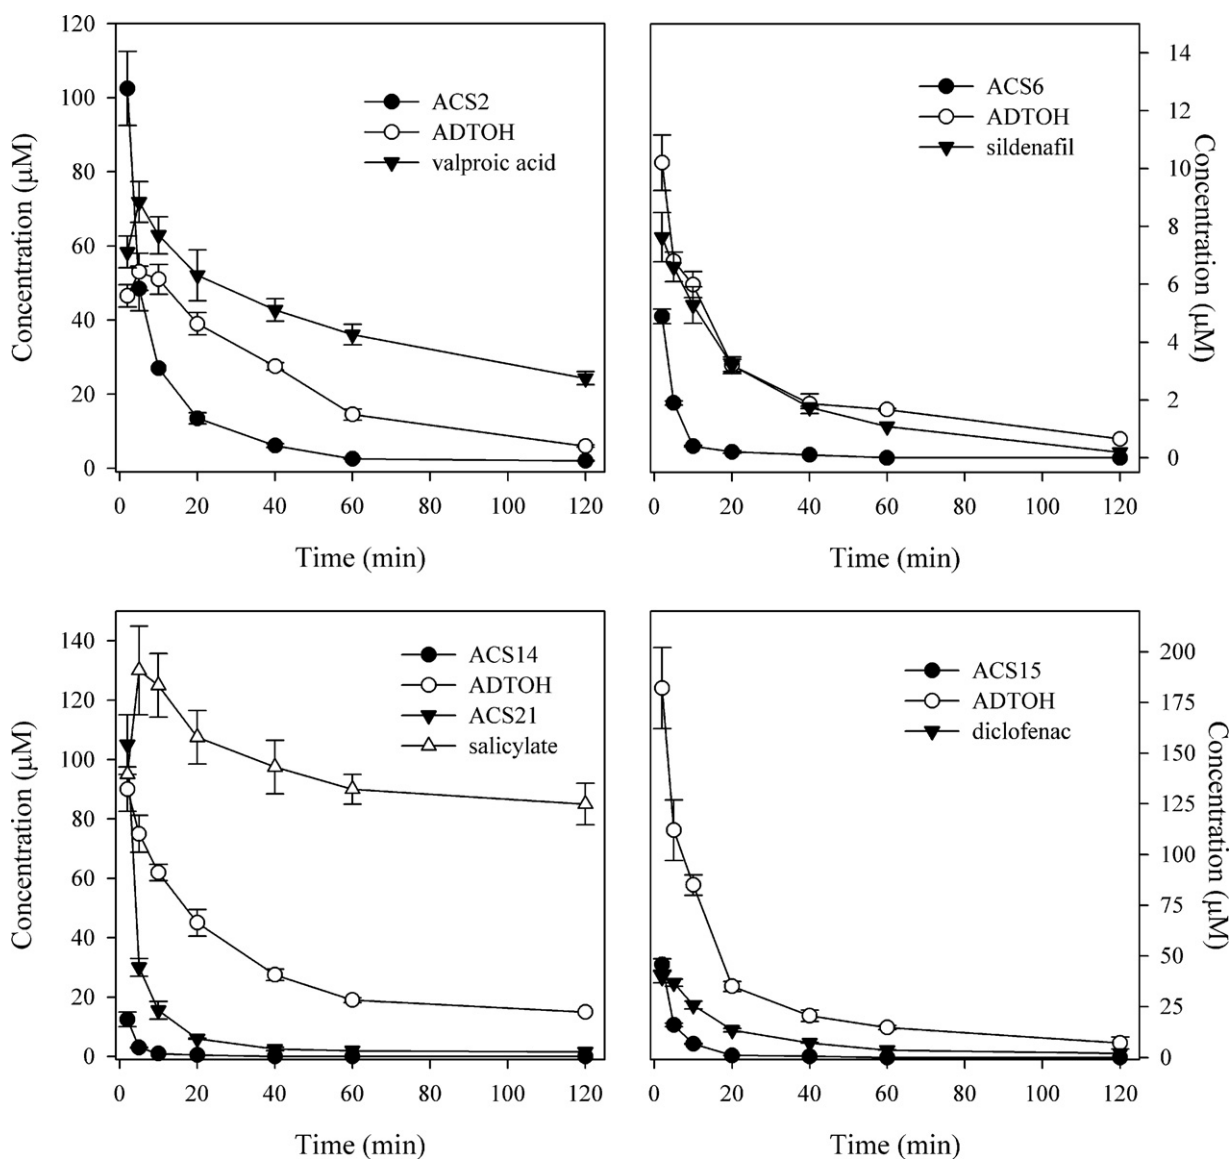 120
100
80
60
40
20
0
Concentration (µM)
ACS2
ADTOH
valproic acid
0 20 40 60 80 100 120
Time (min)
14
12
10
8
6
4
2
0
Concentration (µM)
ACS6
ADTOH
sildenafil
0 20 40 60 80 100 120
Time (min)
140
120
100
80
60
40
20
0
Concentration (µM)
ACS14
ADTOH
ACS21
salicylate
0 20 40 60 80 100 120
Time (min)
200
175
150
125
100
75
50
25
0
Concentration (µM)
ACS15
ADTOH
diclofenac
0 20 40 60 80 100 120
Time (min)